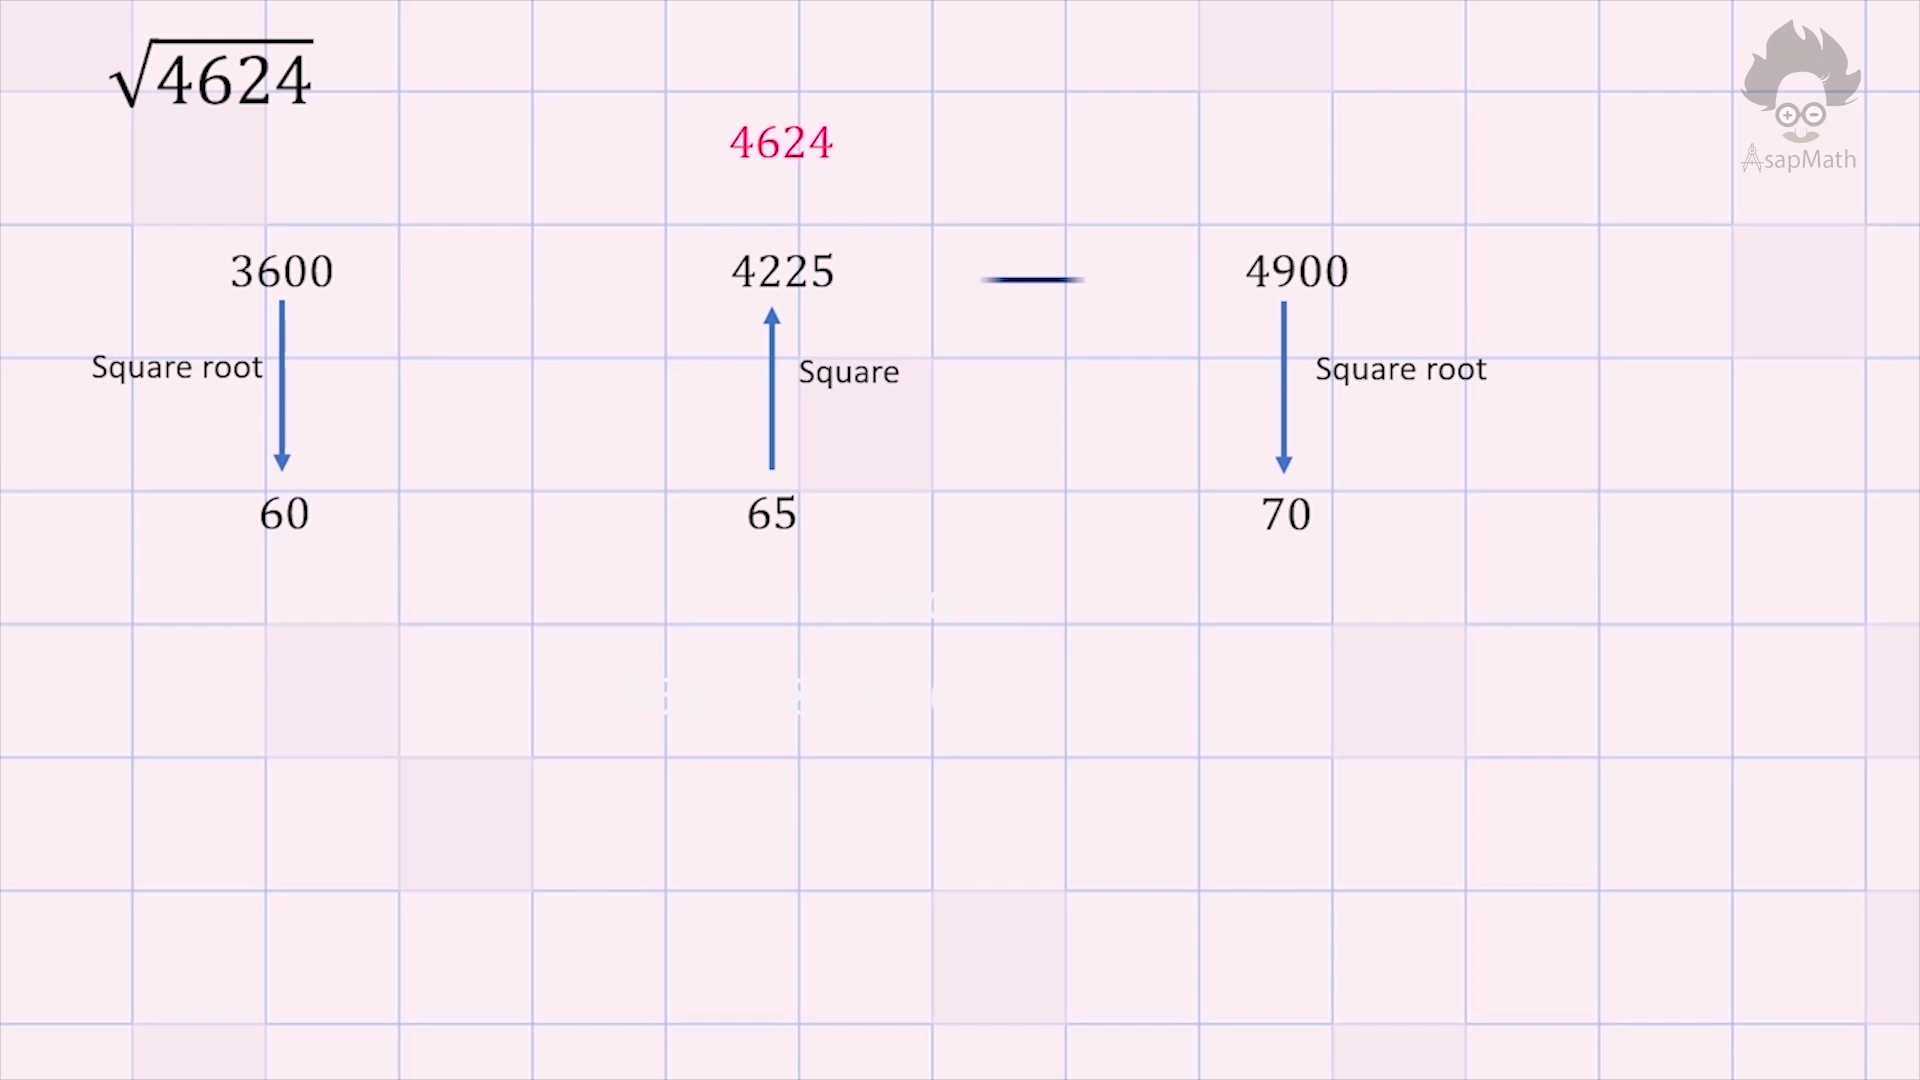 √4624
AsapMath
4624
3600 4225 4900
Square root Square Square root
60 65 70